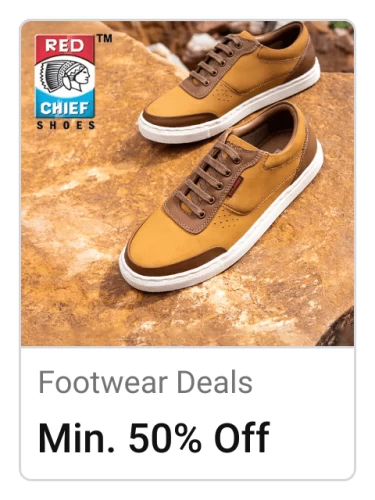 RED
TM
CHIEF
SHOES
Footwear Deals
Min. 50% Off